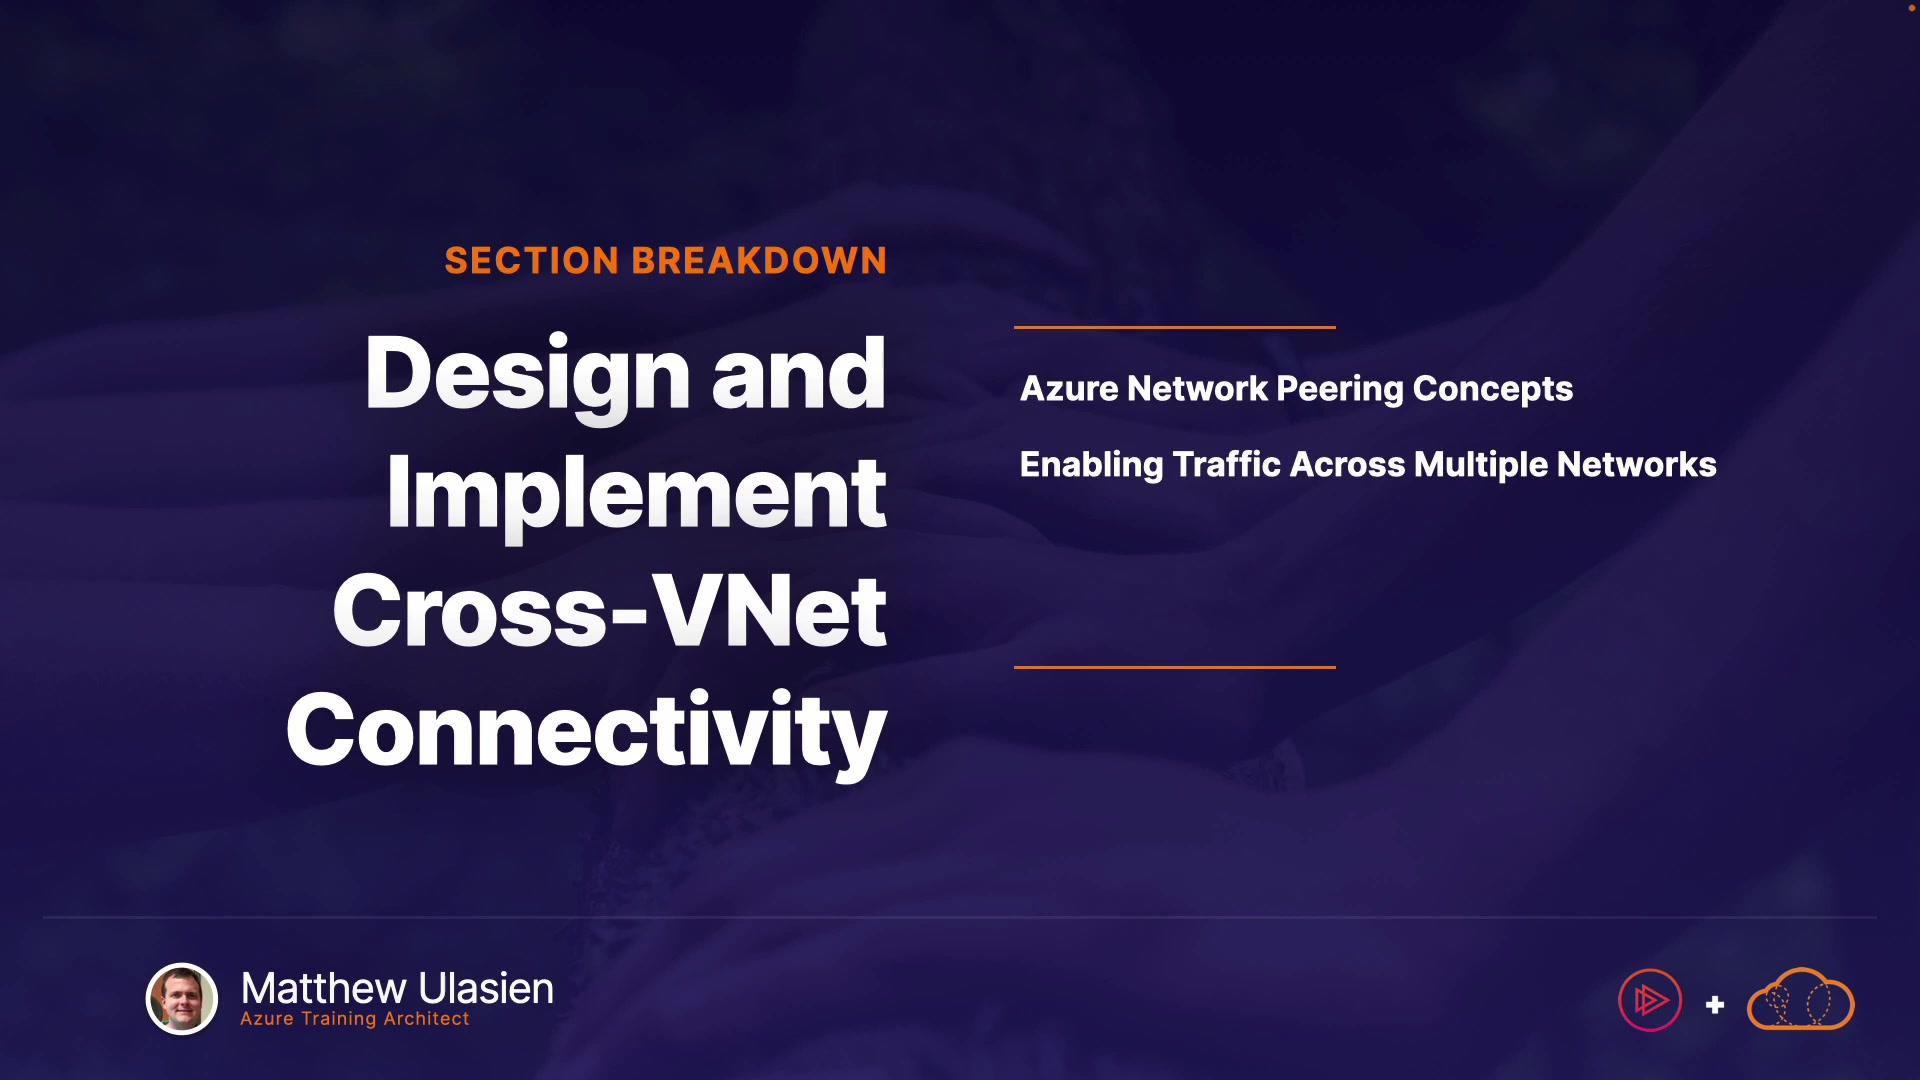 SECTION BREAKDOWN
Design and
Implement
Cross-VNet
Connectivity
Azure Network Peering Concepts
Enabling Traffic Across Multiple Networks
Matthew Ulasien
Azure Training Architect